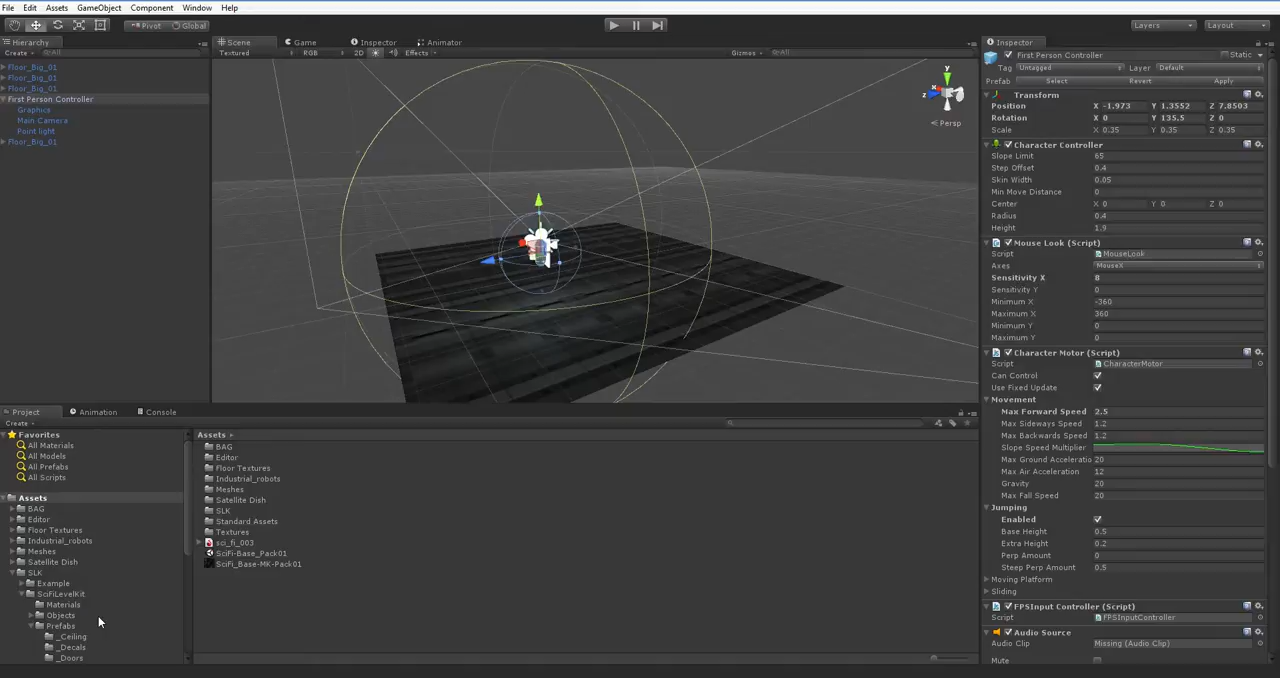 File Edit Assets GameObject Component Window Help
Pivot Global Layers Layout
Hierarchy
Create All
Floor_Big_01
Floor_Big_01
Floor_Big_01
First Person Controller
Graphics
Main Camera
Point light
Floor_Big_01
Scene Game Inspector Animator
Textured RGB 2D Effects Gizmos All
y
x
z
Persp
Project Animation Console
Create
Favorites
All Materials
All Models
All Prefabs
All Scripts
Assets
BAG
Editor
Floor Textures
Industrial_robots
Meshes
Satellite Dish
SLK
Example
SciFiLevelKit
Materials
Objects
Prefabs
_Ceiling
_Decals
_Doors
Assets
BAG
Editor
Floor Textures
Industrial_robots
Meshes
Satellite Dish
SLK
Standard Assets
Textures
sci_fi_003
SciFi-Base_Pack01
SciFi_Base-MK-Pack01
Inspector
First Person Controller Static
Tag Untagged Layer Default
Prefab Select Revert Apply
Transform
Position X -1.973 Y 1.3552 Z 7.8503
Rotation X 0 Y 135.5 Z 0
Scale X 0.35 Y 0.35 Z 0.35
Character Controller
Slope Limit 65
Step Offset 0.4
Skin Width 0.05
Min Move Distance 0
Center X 0 Y 0 Z 0
Radius 0.4
Height 1.9
Mouse Look (Script)
Script MouseLook
Axes MouseX
Sensitivity X 8
Sensitivity Y 0
Minimum X -360
Maximum X 360
Minimum Y 0
Maximum Y 0
Character Motor (Script)
Script CharacterMotor
Can Control
Use Fixed Update
Movement
Max Forward Speed 2.5
Max Sideways Speed 1.2
Max Backwards Speed 1.2
Slope Speed Multiplier
Max Ground Acceleratio 20
Max Air Acceleration 12
Gravity 20
Max Fall Speed 20
Jumping
Enabled
Base Height 0.5
Extra Height 0.2
Perp Amount 0
Steep Perp Amount 0.5
Moving Platform
Sliding
FPSInput Controller (Script)
Script FPSInputController
Audio Source
Audio Clip Missing (Audio Clip)
Mute